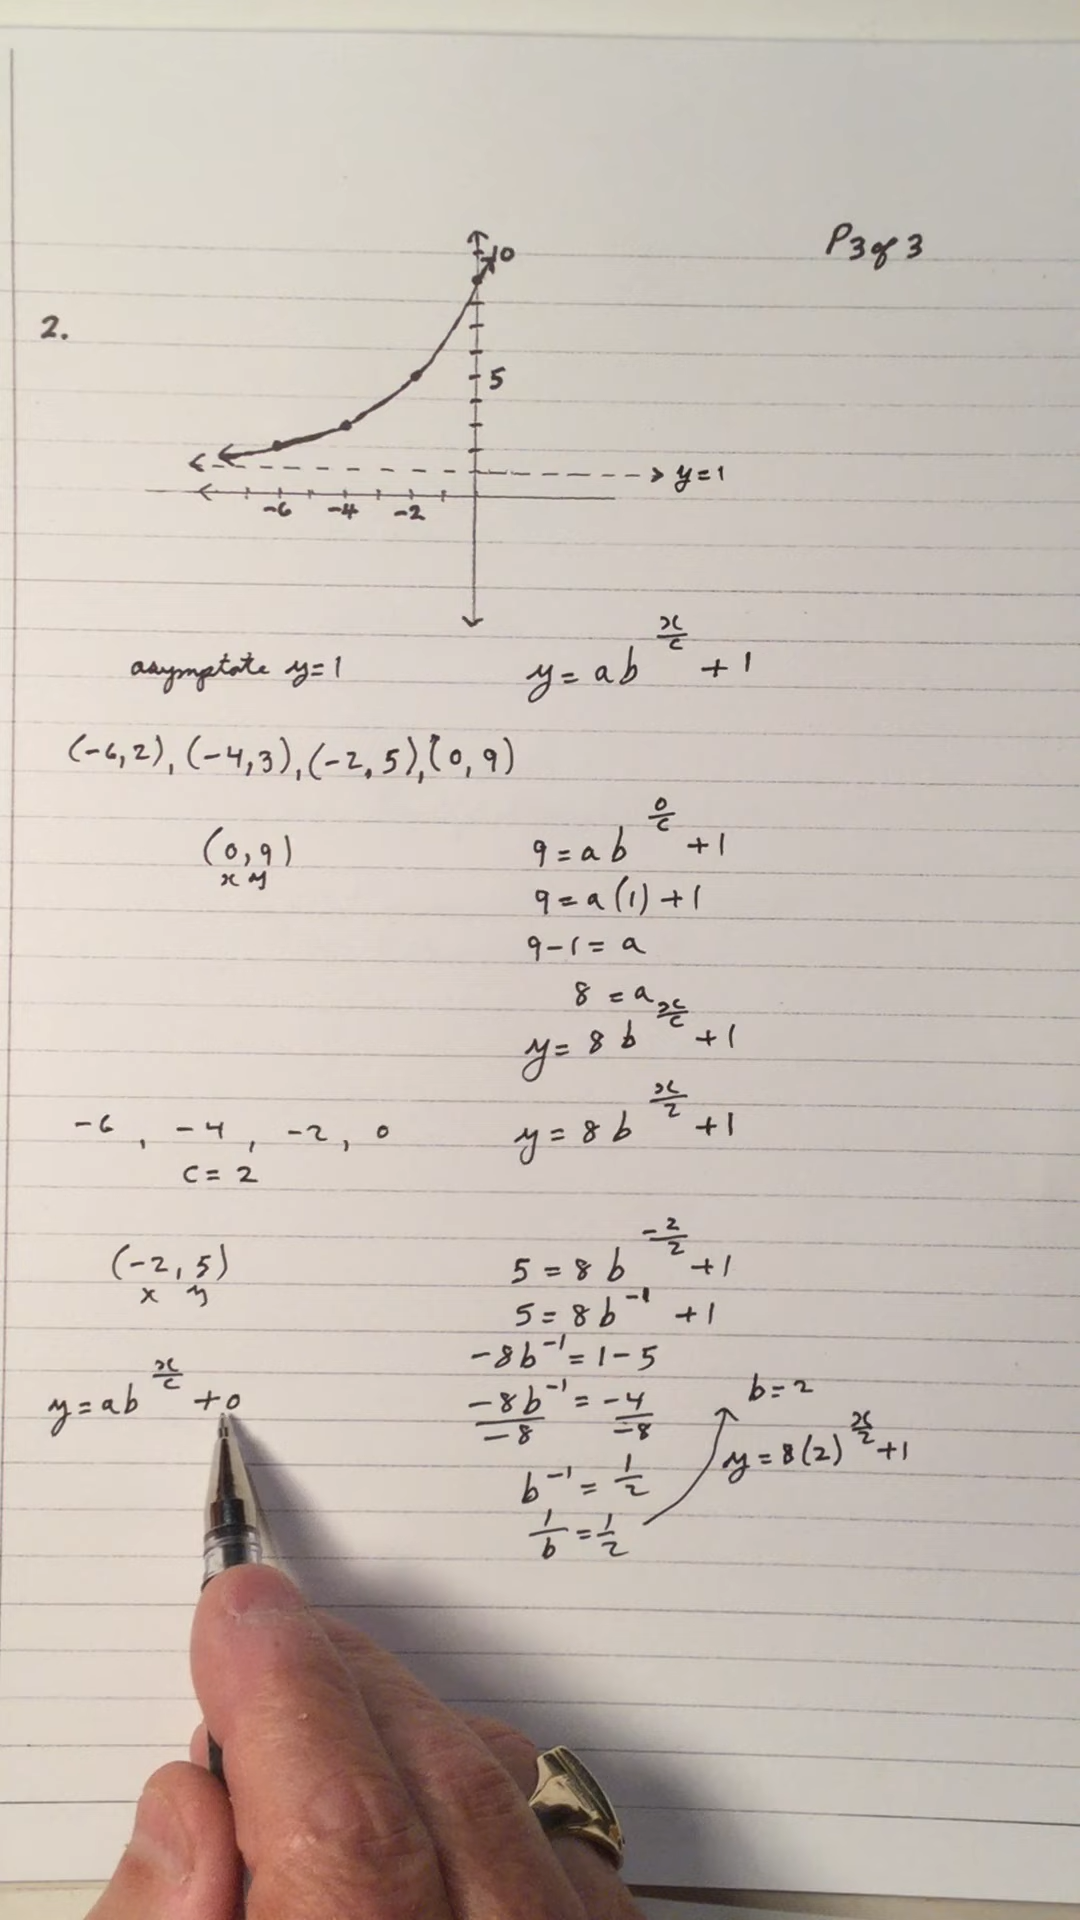 P3 of 3
10
2.
5
y=1
-6 -4 -2
asymptote y=1
y = ab^(x/c) + 1
(-6,2), (-4,3), (-2,5), (0,9)
(0,9)
x y
9 = ab^(0/c) + 1
9 = a(1) + 1
9-1 = a
8 = a
y = 8b^(x/c) + 1
-6, -4, -2, 0
y = 8b^(x/2) + 1
c = 2
(-2,5)
x y
5 = 8b^(-2/2) + 1
5 = 8b^-1 + 1
-8b^-1 = 1-5
y = ab^(x/c) + 0
-8b^-1/-8 = -4/-8
b^-1 = 1/2
1/b = 1/2
b = 2
y = 8(2)^(x/2) + 1